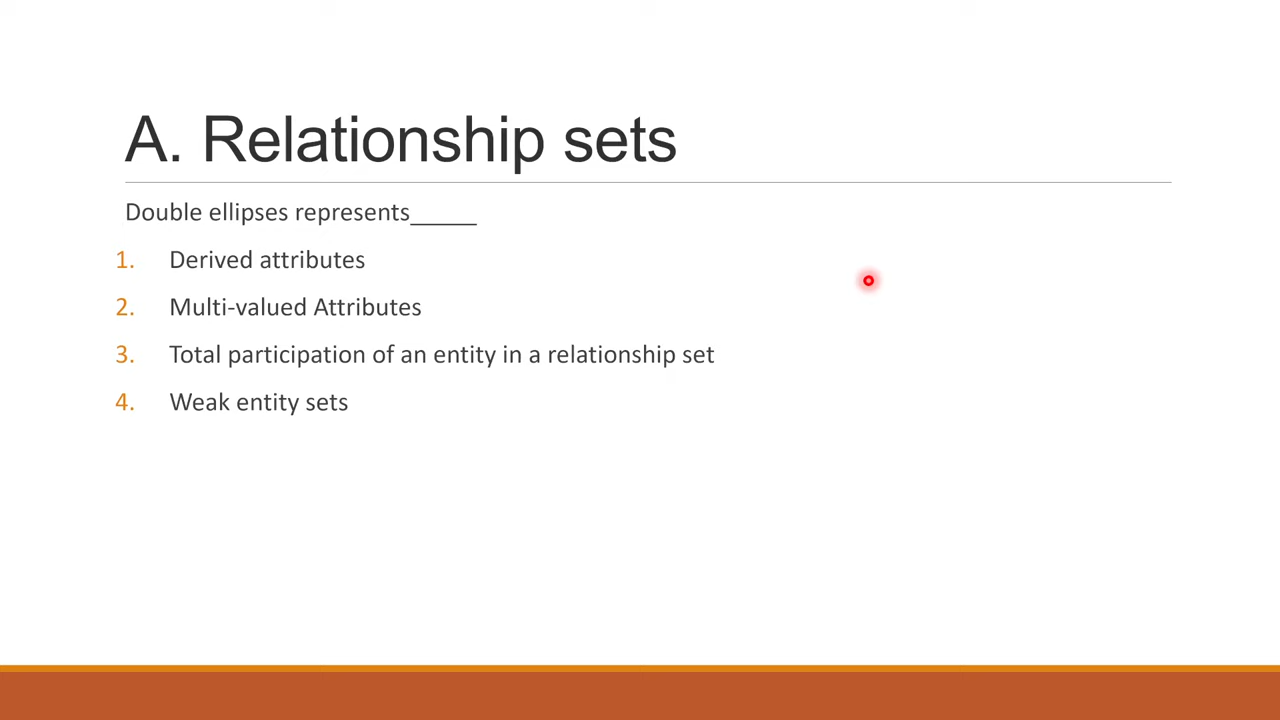 A. Relationship sets
Double ellipses represents_____
1. Derived attributes
2. Multi-valued Attributes
3. Total participation of an entity in a relationship set
4. Weak entity sets